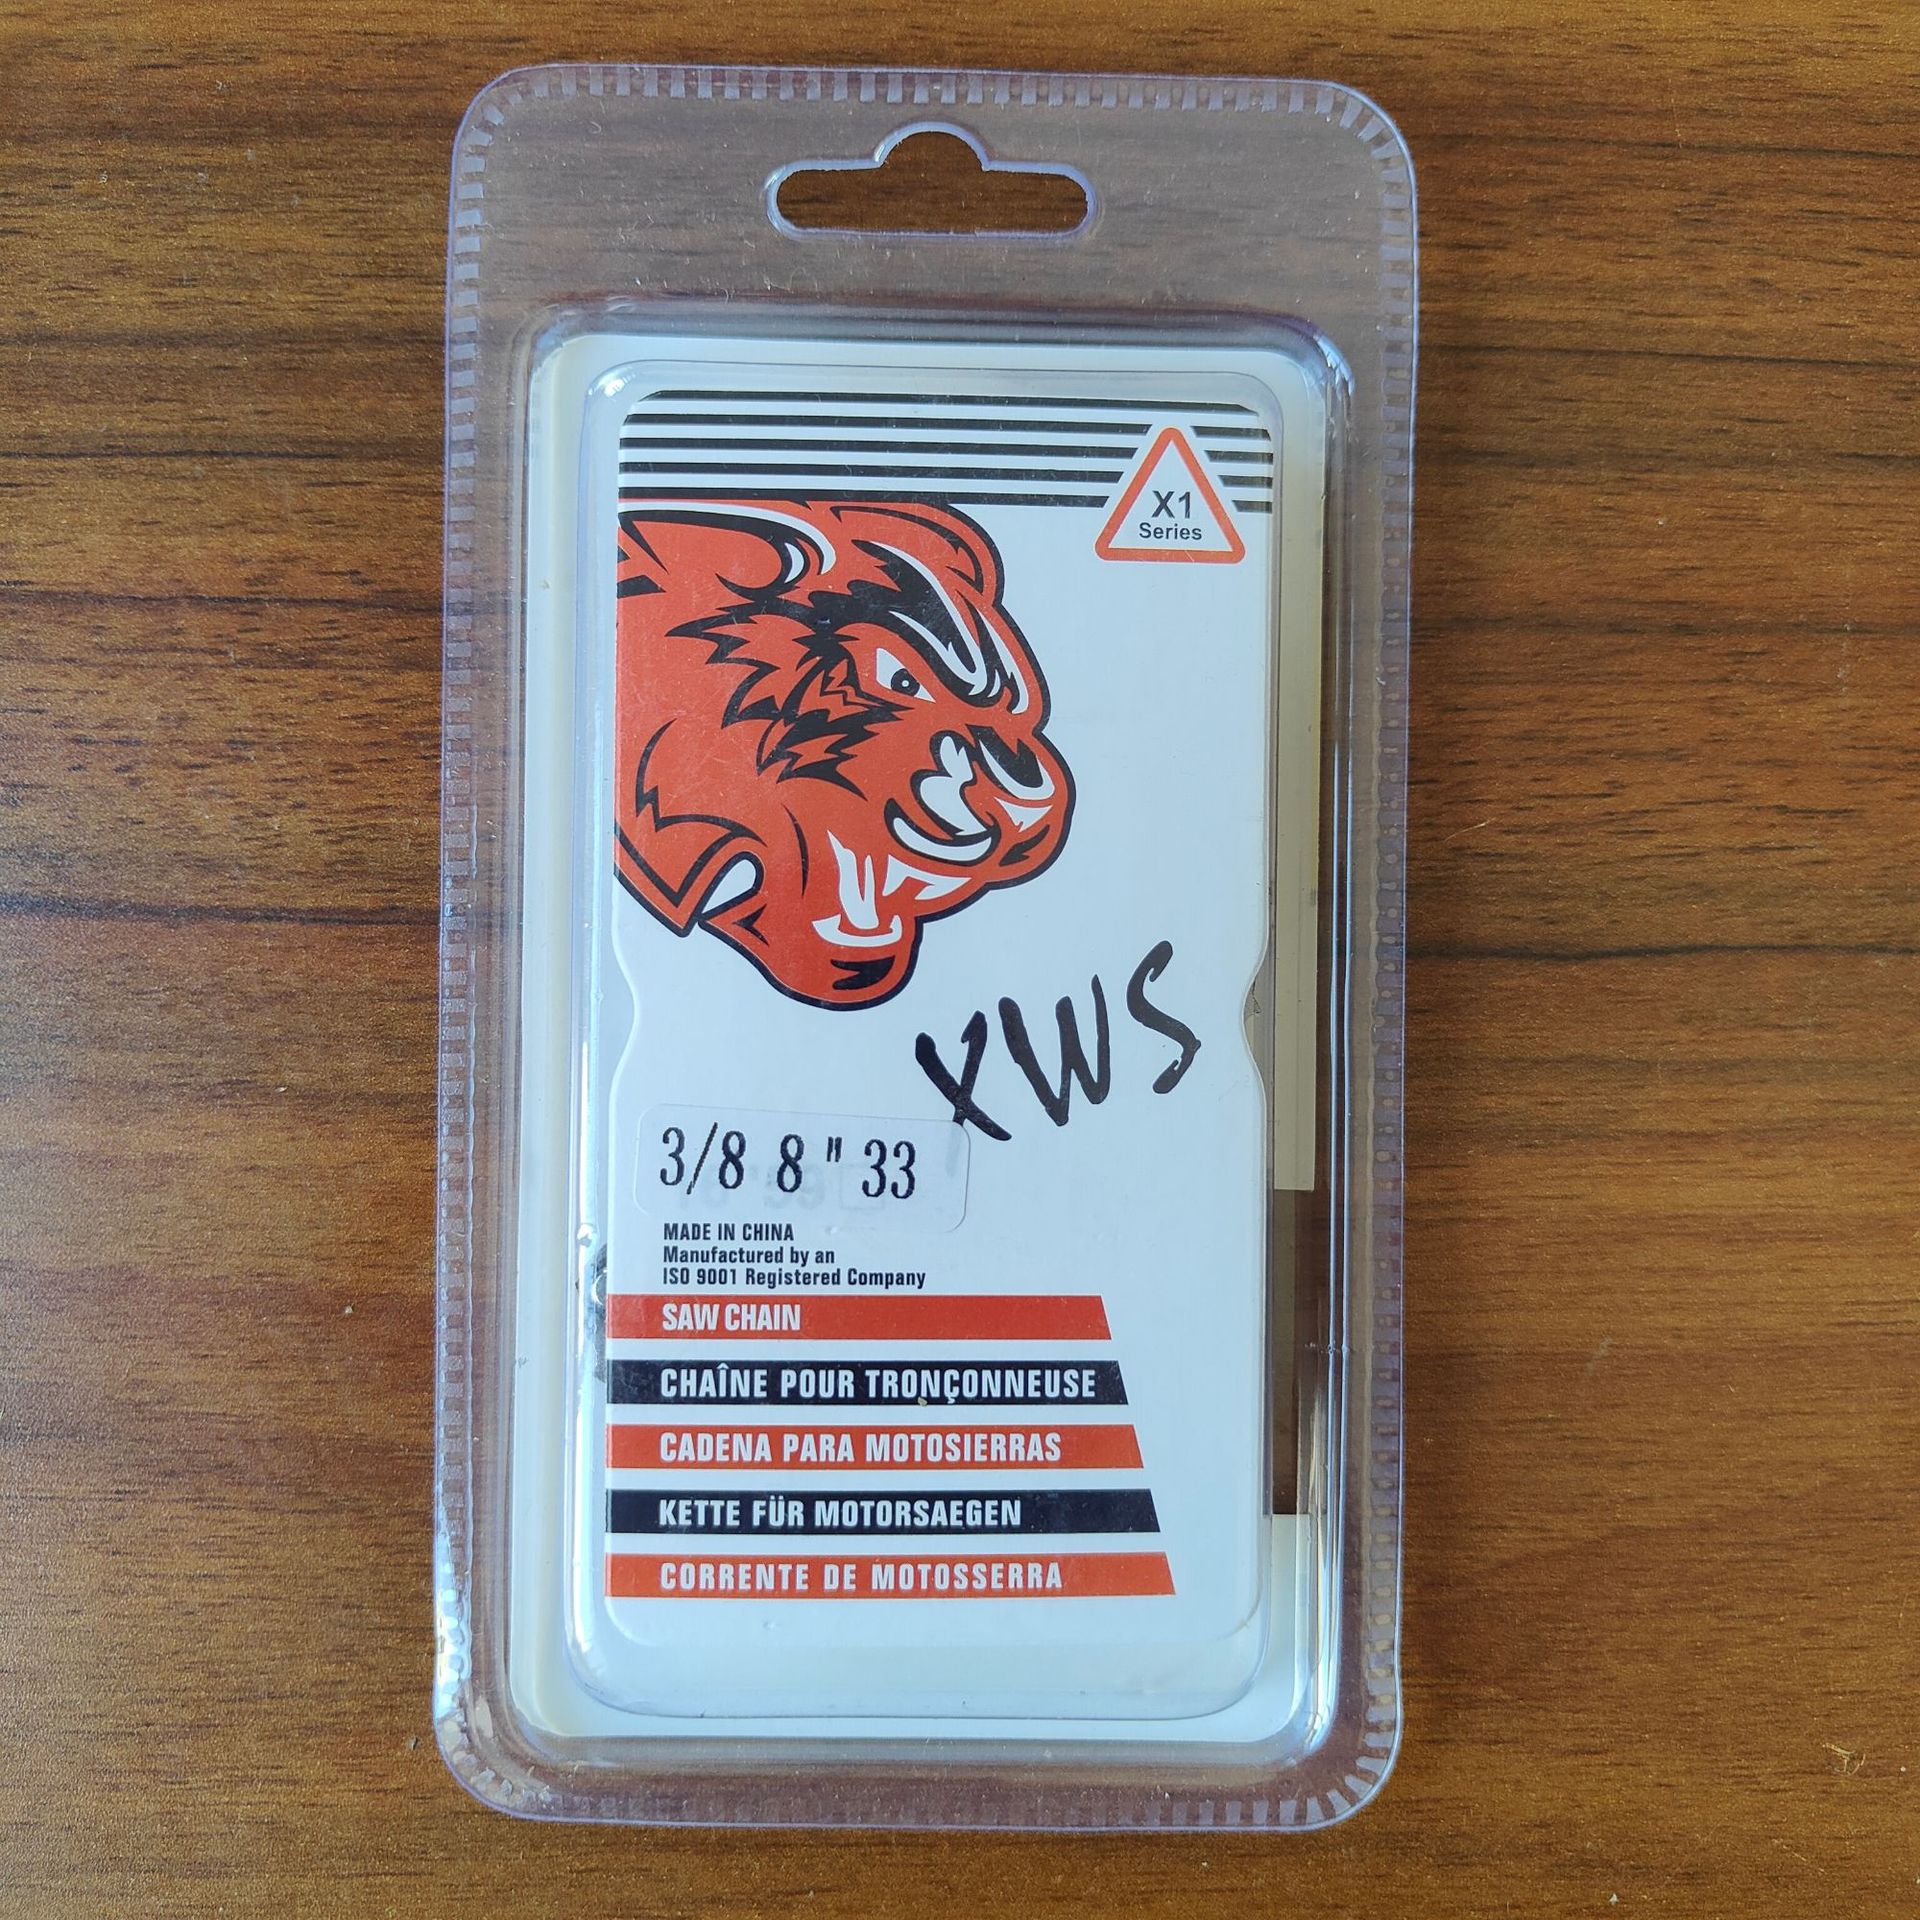 X1
Series
XWS
3/8 8 " 33
MADE IN CHINA
Manufactured by an
ISO 9001 Registered Company
SAW CHAIN
CHAÎNE POUR TRONÇONNEUSE
CADENA PARA MOTOSIERRAS
KETTE FÜR MOTORSAEGEN
CORRENTE DE MOTOSSERRA